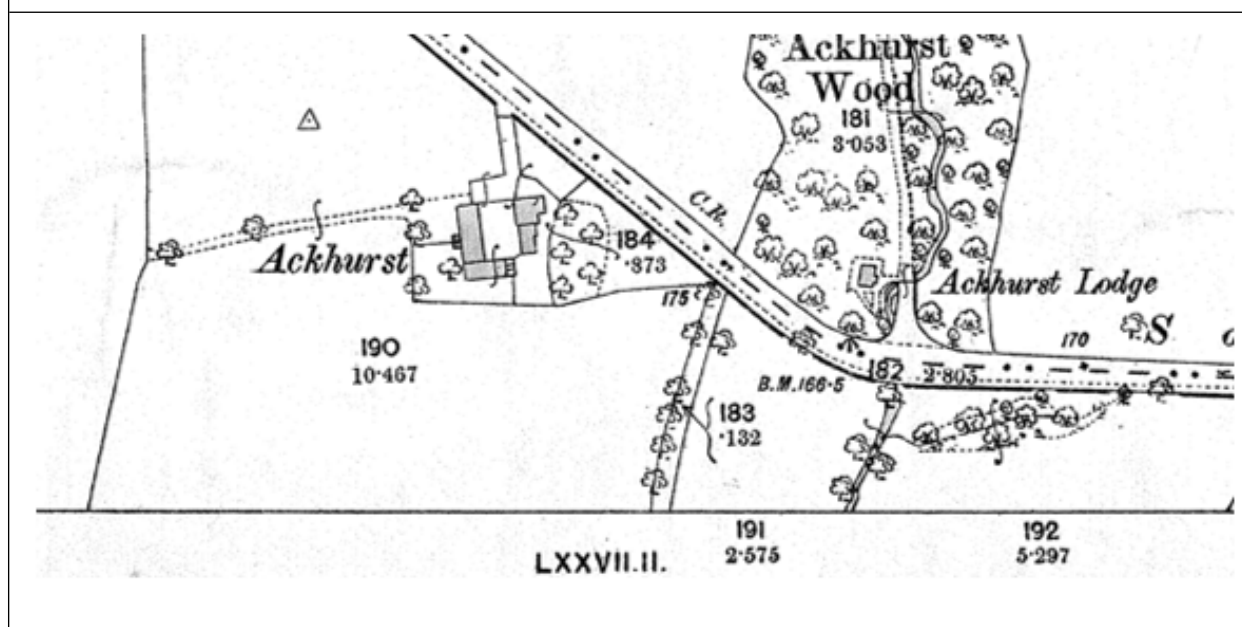 Ackhurst
Wood
181
3·053
C.R.
184
·873
Ackhurst
Ackhurst Lodge
175
190
10·467
170
S
B.M.166·5
182
2·805
183
·132
191
2·575
192
5·297
LXXVII.II.